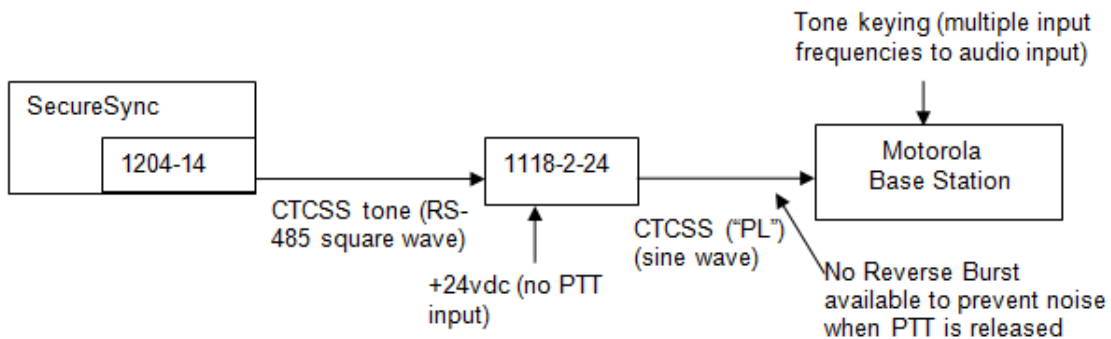 Tone keying (multiple input
frequencies to audio input)
SecureSync
1204-14
1118-2-24
Motorola
Base Station
CTCSS tone (RS-
485 square wave)
CTCSS (“PL”)
(sine wave)
+24vdc (no PTT
input)
No Reverse Burst
available to prevent noise
when PTT is released